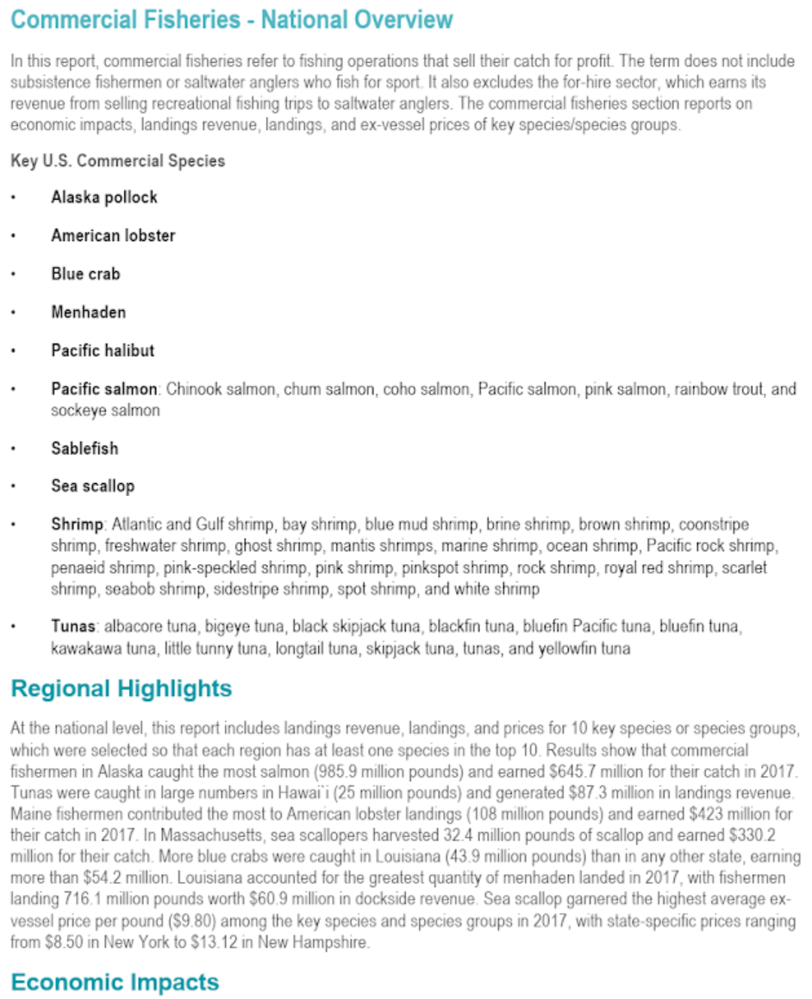 Commercial Fisheries - National Overview
In this report, commercial fisheries refer to fishing operations that sell their catch for profit. The term does not include
subsistence fishermen or saltwater anglers who fish for sport. It also excludes the for-hire sector, which earns its
revenue from selling recreational fishing trips to saltwater anglers. The commercial fisheries section reports on
economic impacts, landings revenue, landings, and ex-vessel prices of key species/species groups.
Key U.S. Commercial Species
• Alaska pollock
• American lobster
• Blue crab
• Menhaden
• Pacific halibut
• Pacific salmon: Chinook salmon, chum salmon, coho salmon, Pacific salmon, pink salmon, rainbow trout, and
sockeye salmon
• Sablefish
• Sea scallop
• Shrimp: Atlantic and Gulf shrimp, bay shrimp, blue mud shrimp, brine shrimp, brown shrimp, coonstripe
shrimp, freshwater shrimp, ghost shrimp, mantis shrimps, marine shrimp, ocean shrimp, Pacific rock shrimp,
penaeid shrimp, pink-speckled shrimp, pink shrimp, pinkspot shrimp, rock shrimp, royal red shrimp, scarlet
shrimp, seabob shrimp, sidestripe shrimp, spot shrimp, and white shrimp
• Tunas: albacore tuna, bigeye tuna, black skipjack tuna, blackfin tuna, bluefin Pacific tuna, bluefin tuna,
kawakawa tuna, little tunny tuna, longtail tuna, skipjack tuna, tunas, and yellowfin tuna
Regional Highlights
At the national level, this report includes landings revenue, landings, and prices for 10 key species or species groups,
which were selected so that each region has at least one species in the top 10. Results show that commercial
fishermen in Alaska caught the most salmon (985.9 million pounds) and earned $645.7 million for their catch in 2017.
Tunas were caught in large numbers in Hawai`i (25 million pounds) and generated $87.3 million in landings revenue.
Maine fishermen contributed the most to American lobster landings (108 million pounds) and earned $423 million for
their catch in 2017. In Massachusetts, sea scallopers harvested 32.4 million pounds of scallop and earned $330.2
million for their catch. More blue crabs were caught in Louisiana (43.9 million pounds) than in any other state, earning
more than $54.2 million. Louisiana accounted for the greatest quantity of menhaden landed in 2017, with fishermen
landing 716.1 million pounds worth $60.9 million in dockside revenue. Sea scallop garnered the highest average ex-
vessel price per pound ($9.80) among the key species and species groups in 2017, with state-specific prices ranging
from $8.50 in New York to $13.12 in New Hampshire.
Economic Impacts